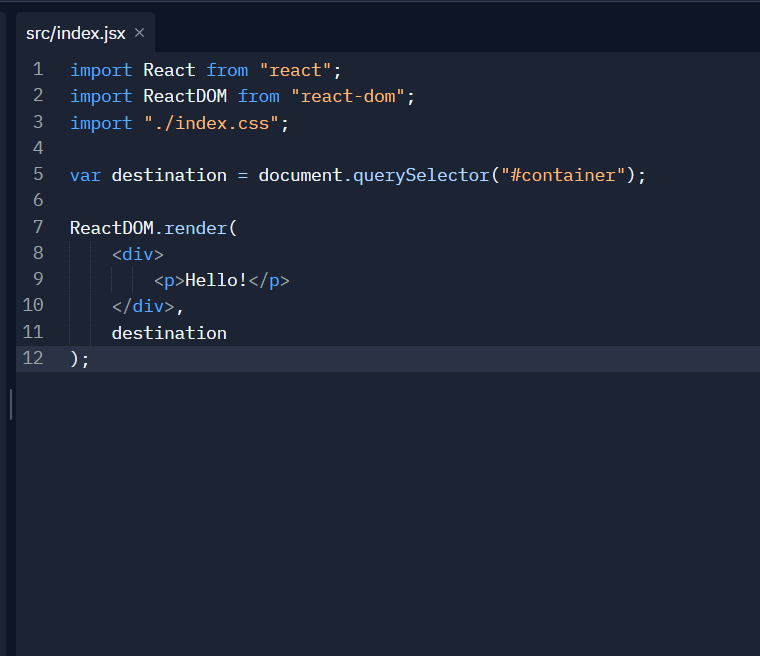 src/index.jsx ×
1 import React from "react";
2 import ReactDOM from "react-dom";
3 import "./index.css";
4
5 var destination = document.querySelector("#container");
6
7 ReactDOM.render(
8     <div>
9         <p>Hello!</p>
10     </div>,
11     destination
12 );